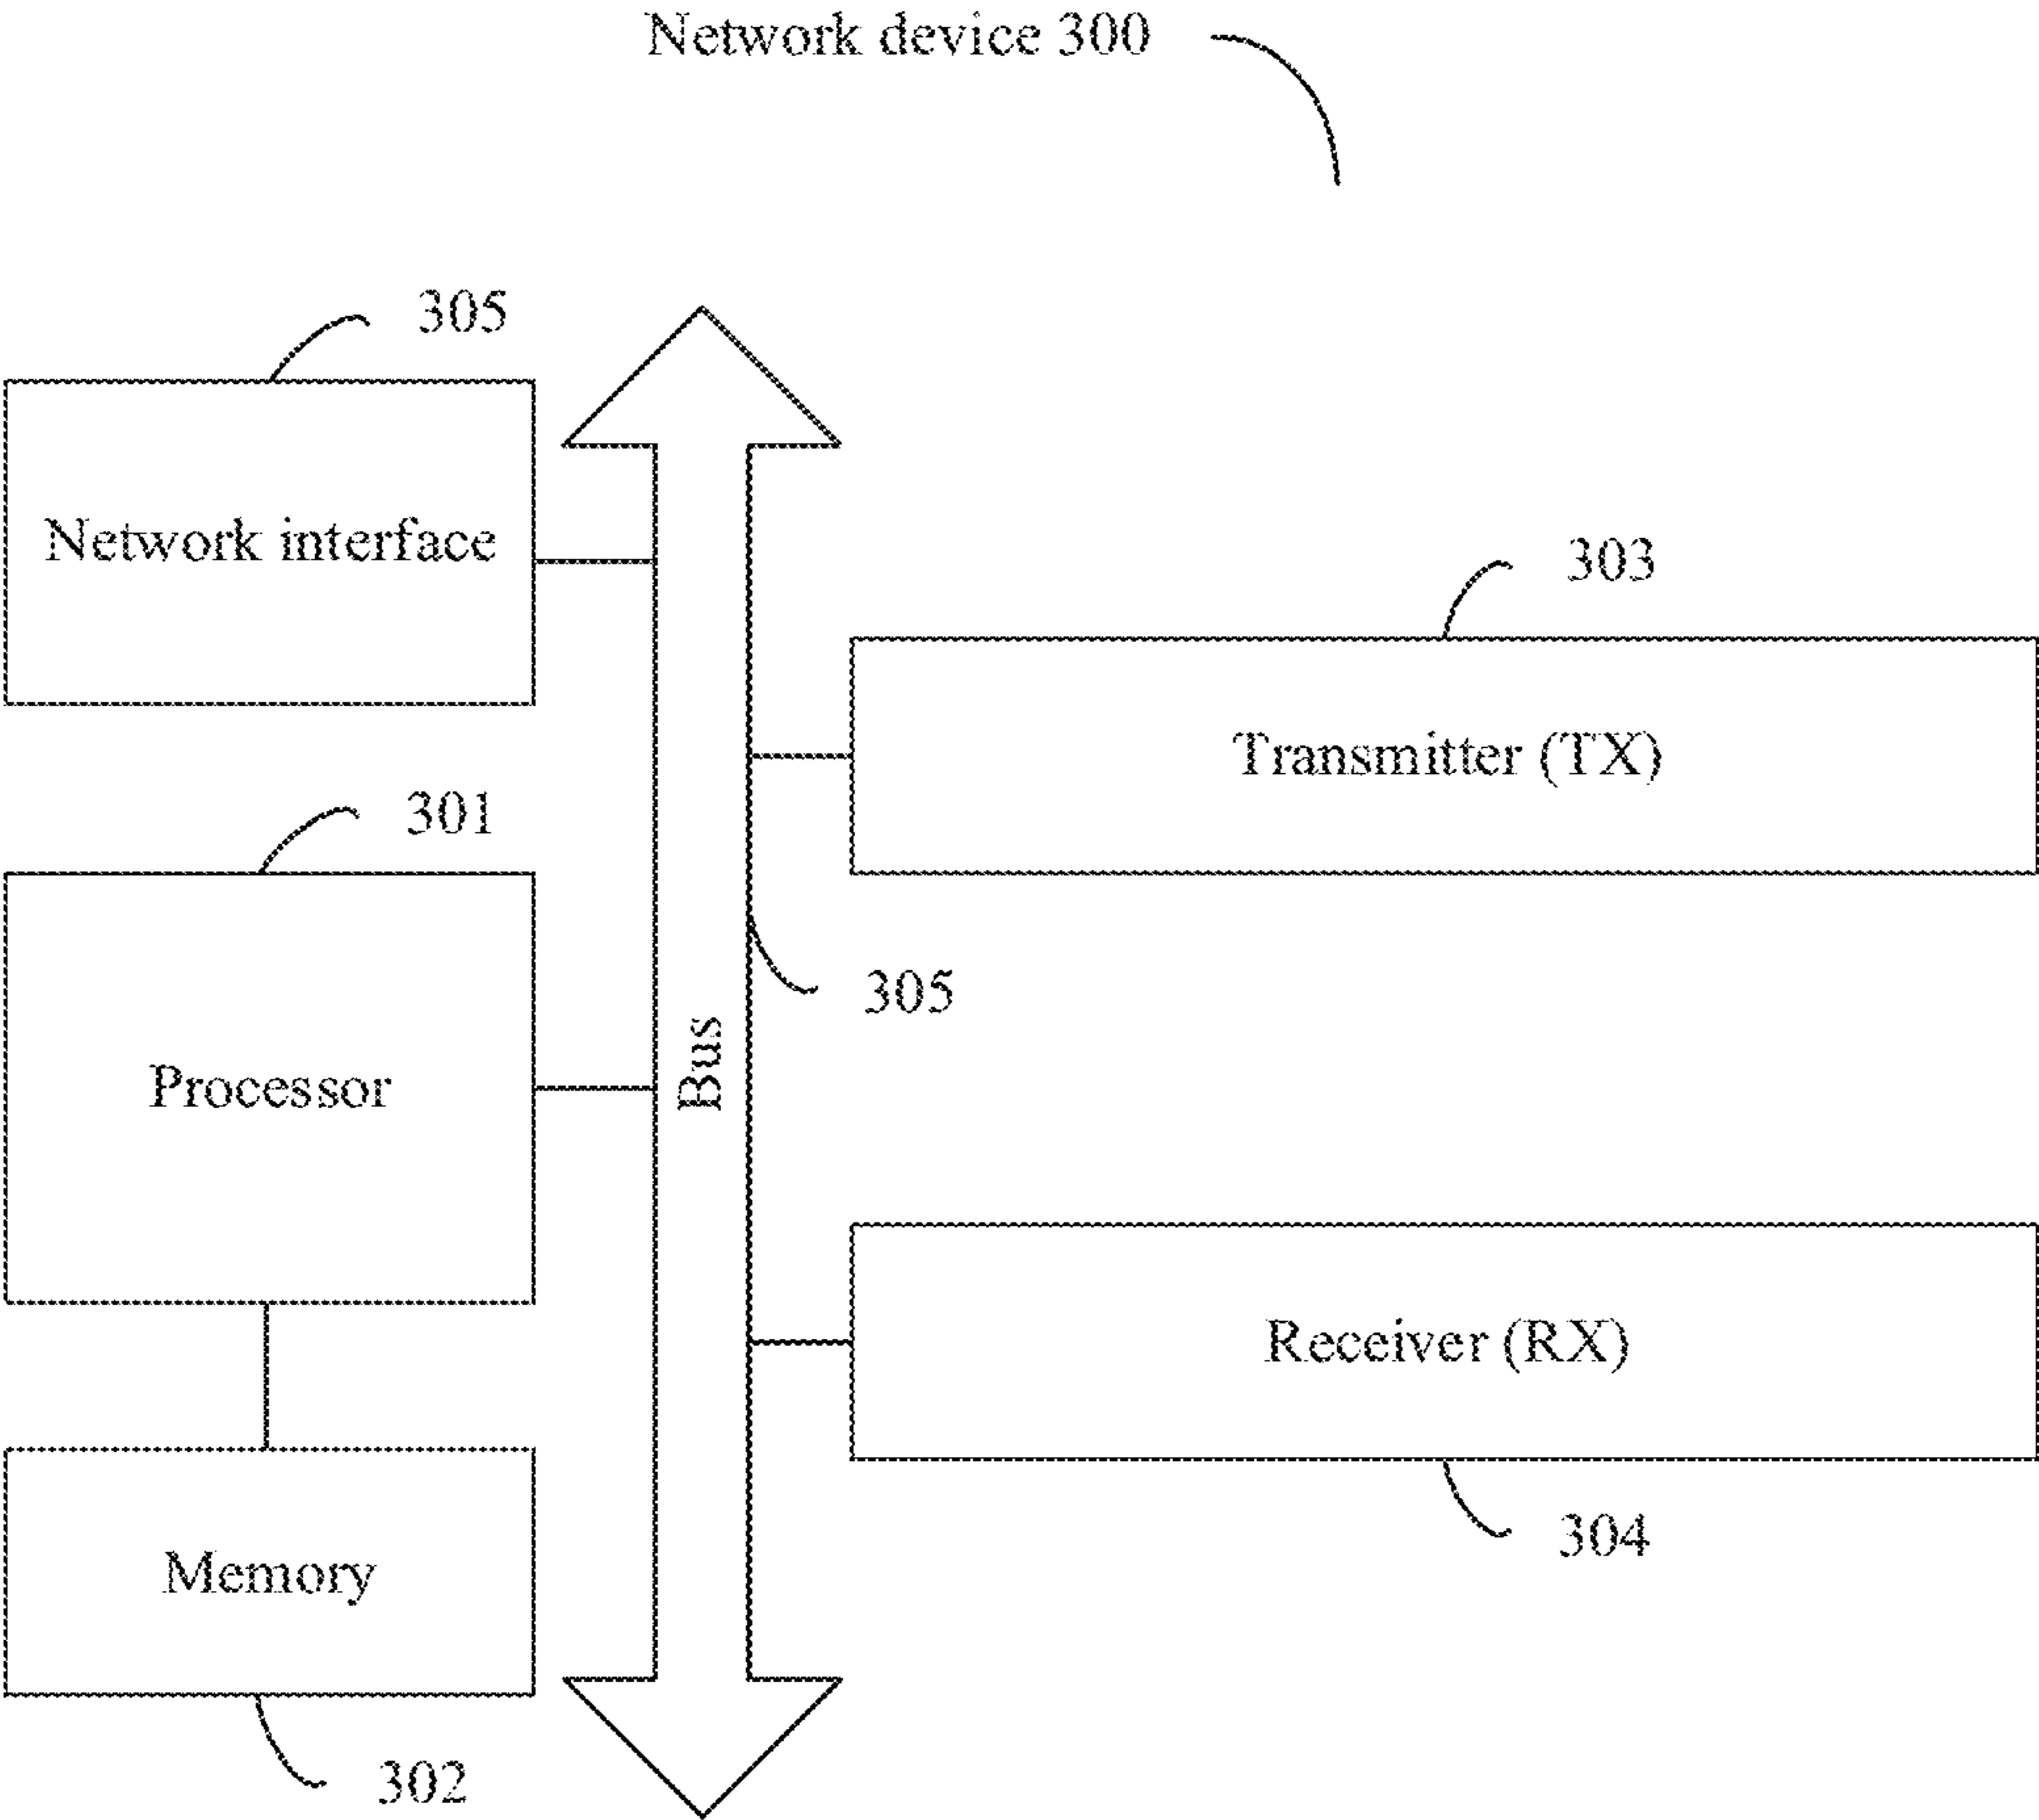 Network device 300
305
Network interface
303
Transmitter (TX)
301
Processor
305
Bus
Receiver (RX)
304
Memory
302